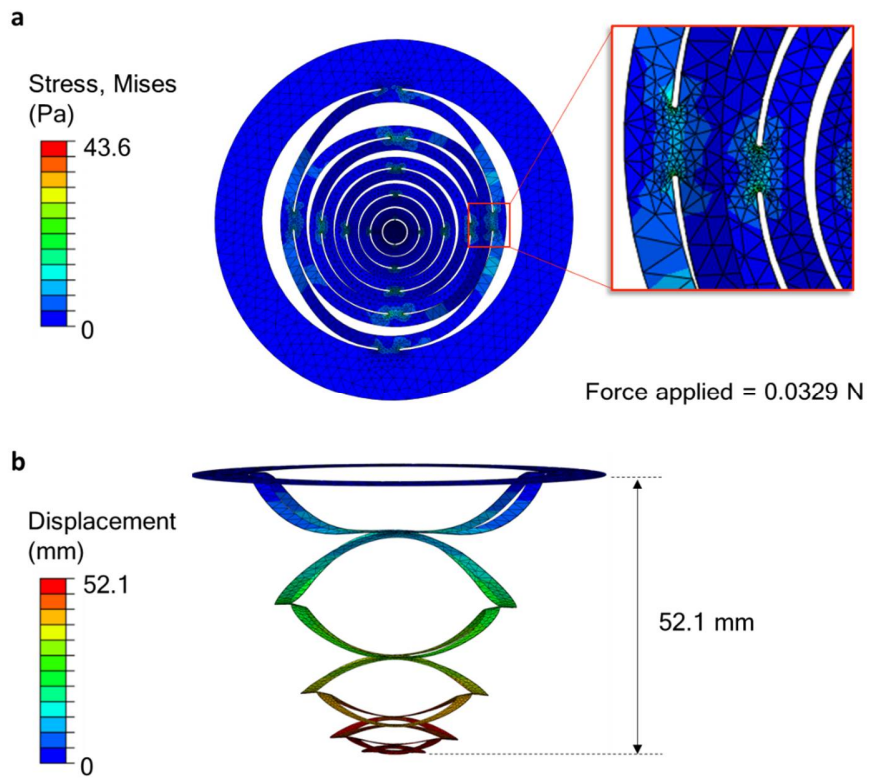 a
Stress, Mises
(Pa)
43.6
0
Force applied = 0.0329 N
b
Displacement
(mm)
52.1
0
52.1 mm